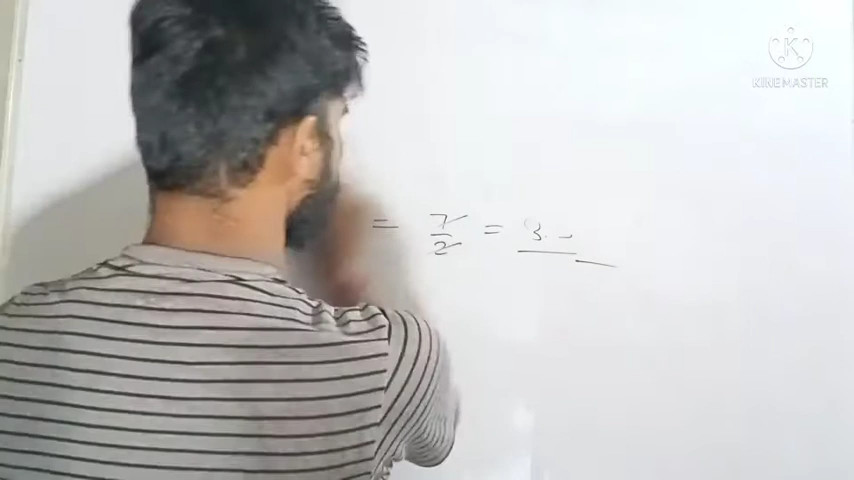 K
KINEMASTER
= 7/2 = 3.-